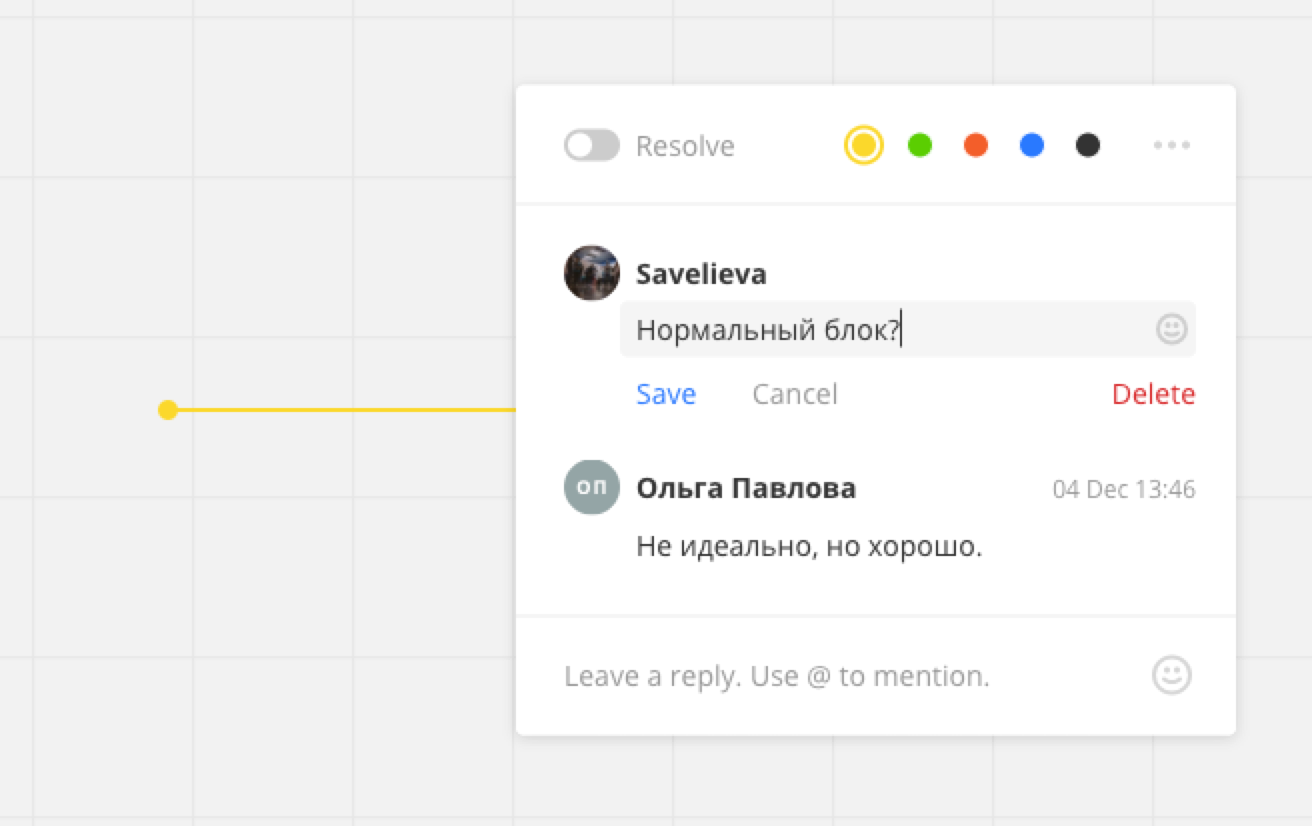 Resolve
Savelieva
Нормальный блок?
Save Cancel Delete
ОП Ольга Павлова 04 Dec 13:46
Не идеально, но хорошо.
Leave a reply. Use @ to mention.